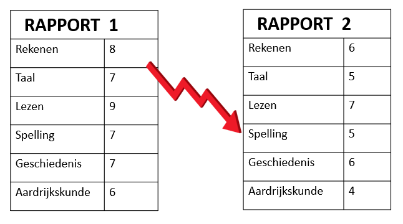 RAPPORT 1
Rekenen 8
Taal 7
Lezen 9
Spelling 7
Geschiedenis 7
Aardrijkskunde 6
RAPPORT 2
Rekenen 6
Taal 5
Lezen 7
Spelling 5
Geschiedenis 6
Aardrijkskunde 4